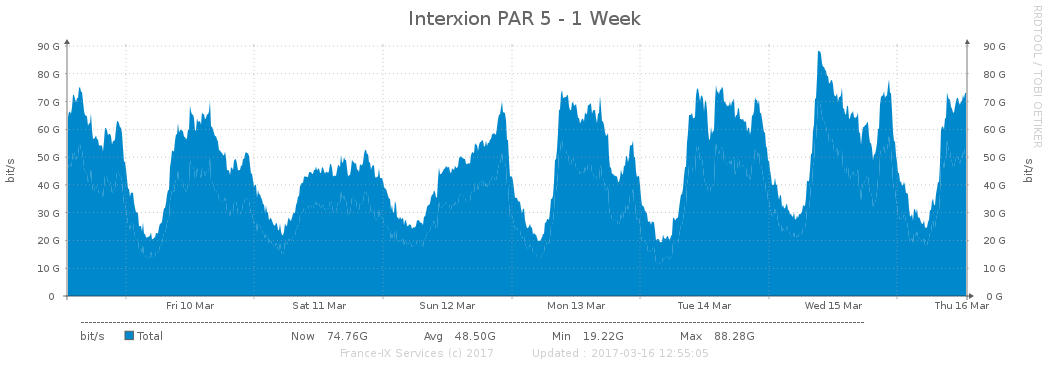 Interxion PAR 5 - 1 Week
RRDTOOL / TOBI OETIKER
90 G 90 G
80 G 80 G
70 G 70 G
60 G 60 G
50 G 50 G
40 G 40 G
30 G 30 G
20 G 20 G
10 G 10 G
0 0 G
bit/s
bit/s
Fri 10 Mar Sat 11 Mar Sun 12 Mar Mon 13 Mar Tue 14 Mar Wed 15 Mar Thu 16 Mar
bit/s Total Now 74.76G Avg 48.50G Min 19.22G Max 88.28G
France-IX Services (c) 2017 Updated : 2017-03-16 12:55:05